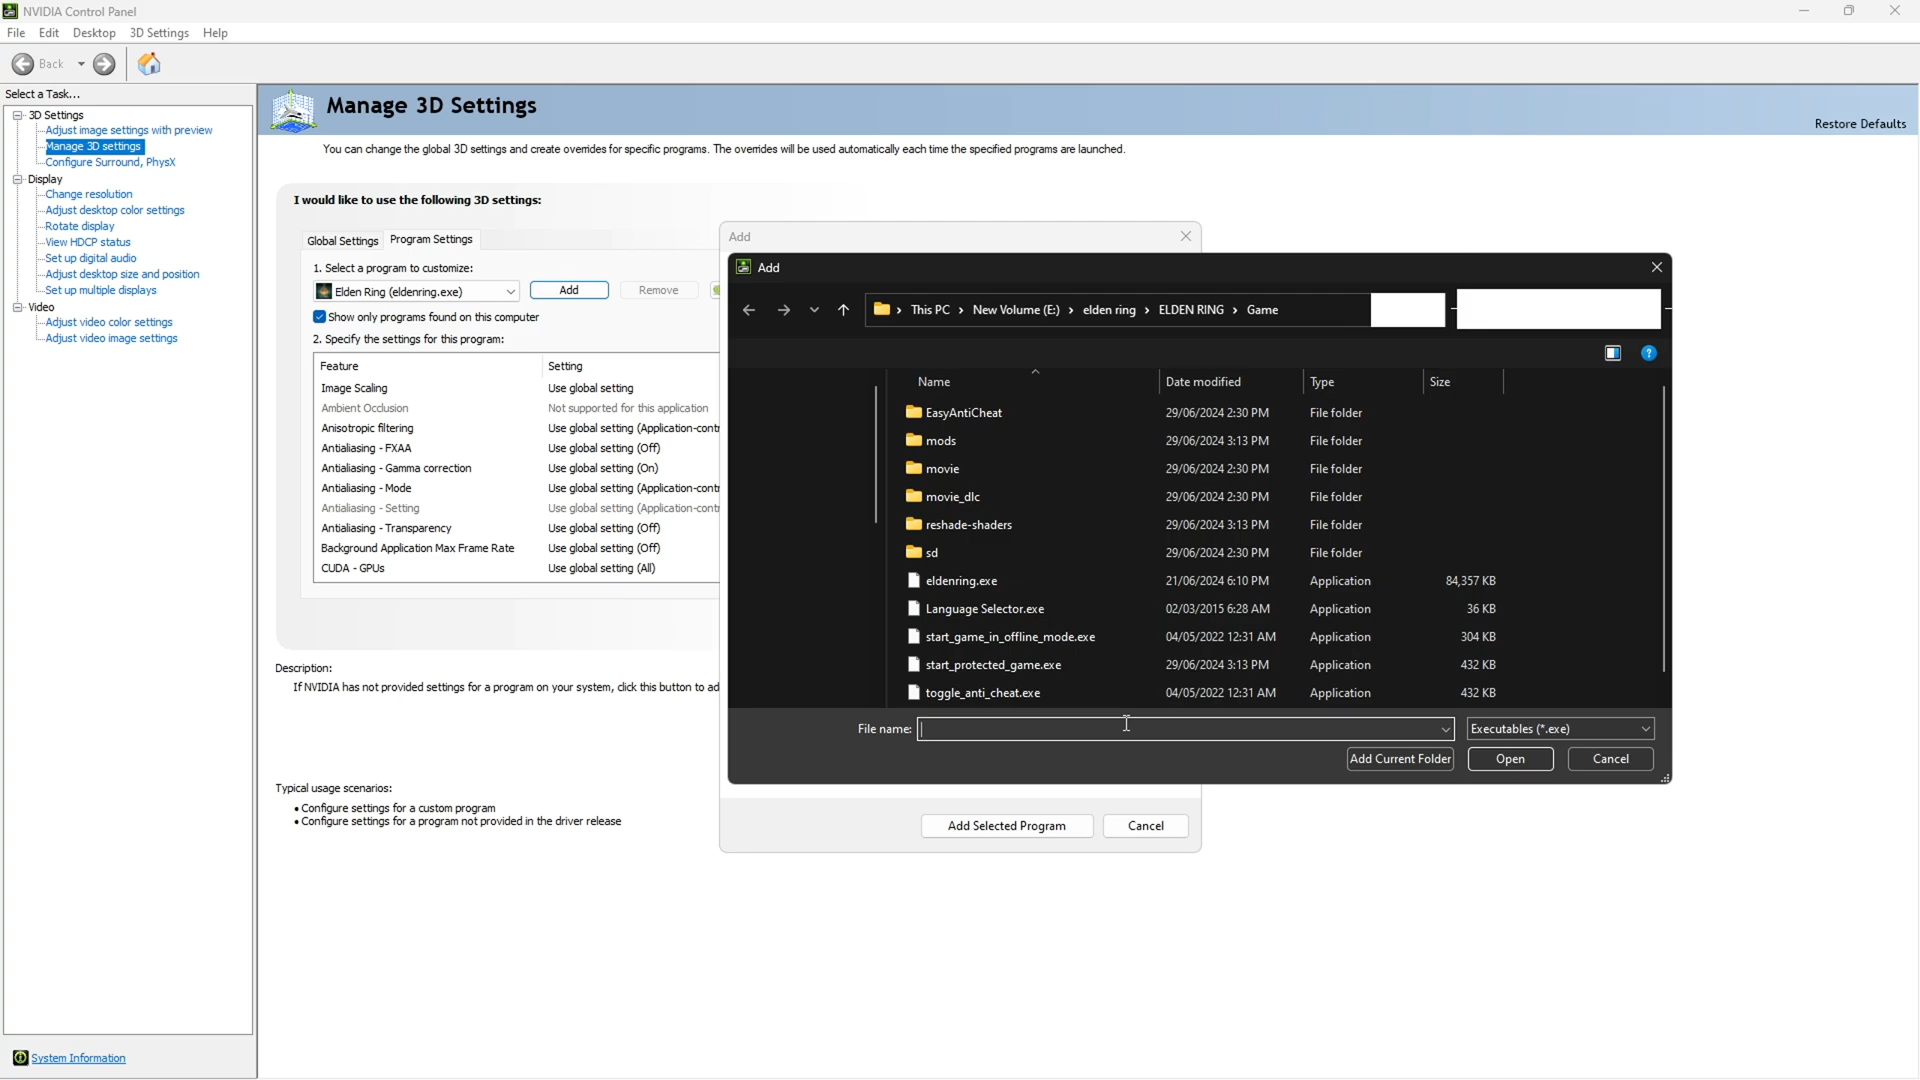 NVIDIA Control Panel
File Edit Desktop 3D Settings Help
Back
Select a Task...
3D Settings
Adjust image settings with preview
Manage 3D settings
Configure Surround, PhysX
Display
Change resolution
Adjust desktop color settings
Rotate display
View HDCP status
Set up digital audio
Adjust desktop size and position
Set up multiple displays
Video
Adjust video color settings
Adjust video image settings
System Information
Manage 3D Settings
Restore Defaults
You can change the global 3D settings and create overrides for specific programs. The overrides will be used automatically each time the specified programs are launched.
I would like to use the following 3D settings:
Global Settings Program Settings
1. Select a program to customize:
Elden Ring (eldenring.exe) Add Remove
Show only programs found on this computer
2. Specify the settings for this program:
Feature Setting
Image Scaling Use global setting
Ambient Occlusion Not supported for this application
Anisotropic filtering Use global setting (Application-contr
Antialiasing - FXAA Use global setting (Off)
Antialiasing - Gamma correction Use global setting (On)
Antialiasing - Mode Use global setting (Application-contr
Antialiasing - Setting Use global setting (Application-contr
Antialiasing - Transparency Use global setting (Off)
Background Application Max Frame Rate Use global setting (Off)
CUDA - GPUs Use global setting (All)
Description:
If NVIDIA has not provided settings for a program on your system, click this button to ad
Typical usage scenarios:
• Configure settings for a custom program
• Configure settings for a program not provided in the driver release
Add
Add
This PC > New Volume (E:) > elden ring > ELDEN RING > Game
Name Date modified Type Size
EasyAntiCheat 29/06/2024 2:30 PM File folder
mods 29/06/2024 3:13 PM File folder
movie 29/06/2024 2:30 PM File folder
movie_dlc 29/06/2024 2:30 PM File folder
reshade-shaders 29/06/2024 3:13 PM File folder
sd 29/06/2024 2:30 PM File folder
eldenring.exe 21/06/2024 6:10 PM Application 84,357 KB
Language Selector.exe 02/03/2015 6:28 AM Application 36 KB
start_game_in_offline_mode.exe 04/05/2022 12:31 AM Application 304 KB
start_protected_game.exe 29/06/2024 3:13 PM Application 432 KB
toggle_anti_cheat.exe 04/05/2022 12:31 AM Application 432 KB
File name: Executables (*.exe)
Add Current Folder Open Cancel
Add Selected Program Cancel